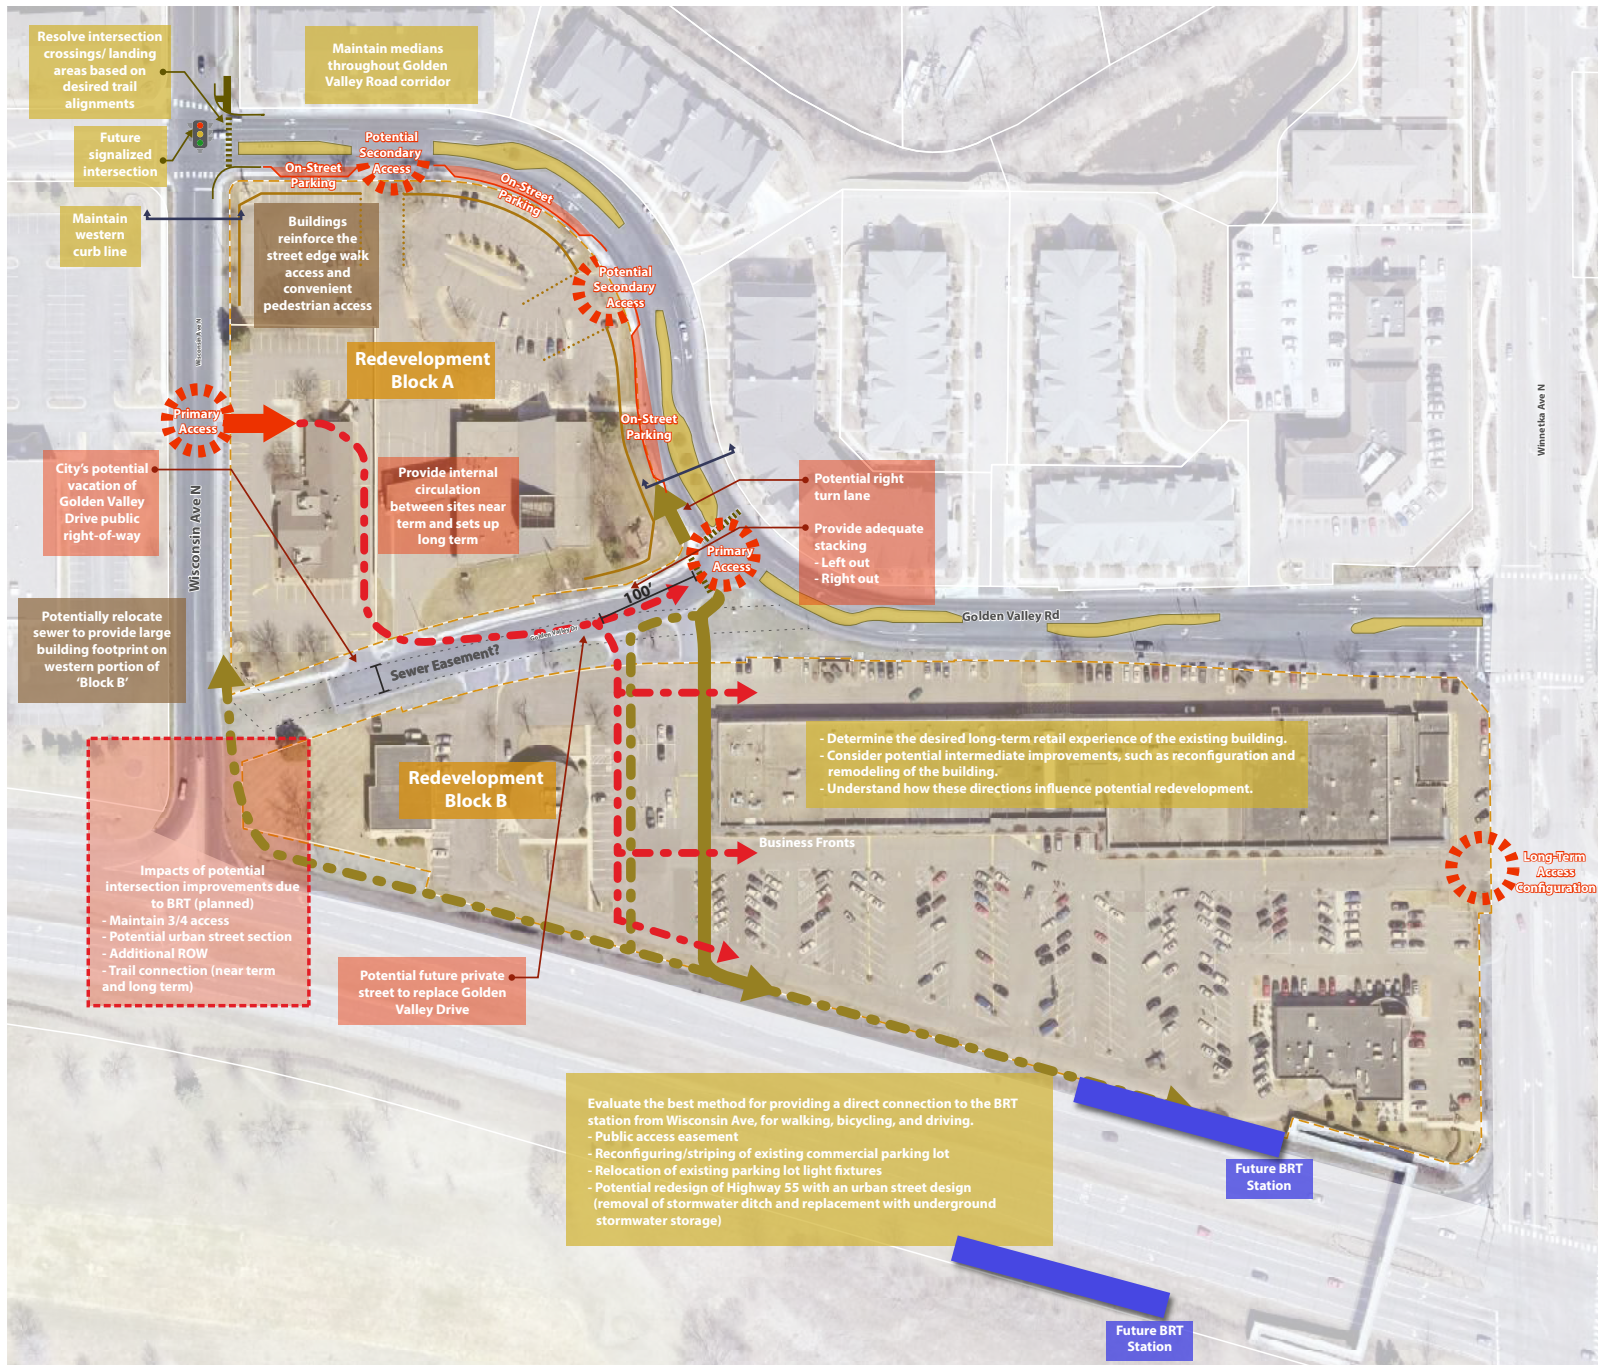 Resolve intersection
crossings/ landing
areas based on
desired trail
alignments
Maintain medians
throughout Golden
Valley Road corridor
Future
signalized
intersection
Potential
Secondary
Access
On-Street
Parking
On-Street
Parking
Maintain
western
curb line
Buildings
reinforce the
street edge walk
access and
convenient
pedestrian access
Potential
Secondary
Access
Wisconsin Ave N
Redevelopment
Block A
Winnetka Ave N
Primary
Access
On-Street
Parking
City's potential
vacation of
Golden Valley
Drive public
right-of-way
Provide internal
circulation
between sites near
term and sets up
long term
Potential right
turn lane
Provide adequate
stacking
- Left out
- Right out
Wisconsin Ave N
Primary
Access
100'
Golden Valley Rd
Potentially relocate
sewer to provide large
building footprint on
western portion of
'Block B'
Golden Valley Dr
Sewer Easement?
Redevelopment
Block B
- Determine the desired long-term retail experience of the existing building.
- Consider potential intermediate improvements, such as reconfiguration and
remodeling of the building.
- Understand how these directions influence potential redevelopment.
Business Fronts
Long-Term
Access
Configuration
Impacts of potential
intersection improvements due
to BRT (planned)
- Maintain 3/4 access
- Potential urban street section
- Additional ROW
- Trail connection (near term
and long term)
Potential future private
street to replace Golden
Valley Drive
Evaluate the best method for providing a direct connection to the BRT
station from Wisconsin Ave, for walking, bicycling, and driving.
- Public access easement
- Reconfiguring/striping of existing commercial parking lot
- Relocation of existing parking lot light fixtures
- Potential redesign of Highway 55 with an urban street design
(removal of stormwater ditch and replacement with underground
stormwater storage)
Future BRT
Station
Future BRT
Station